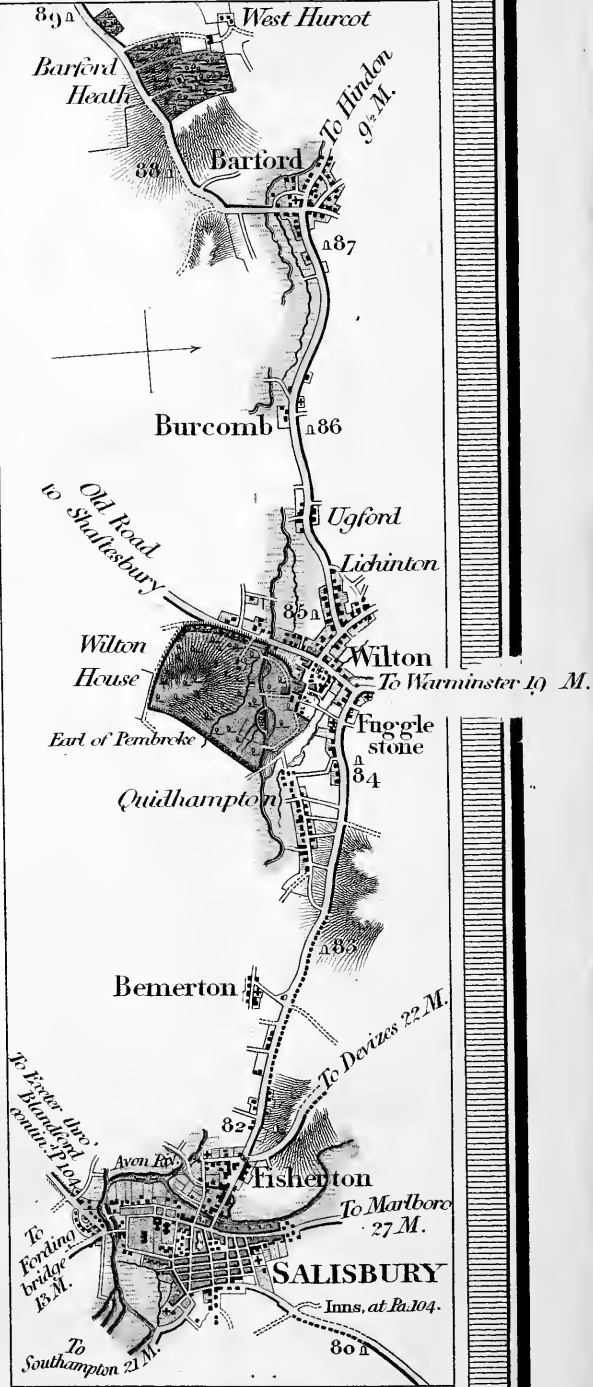 89
West Hurcot
Barford
Heath
To Hindon
9½ M.
88
Barford
87
Burcomb
86
Old Road
to Shaftesbury
Ugford
Lichinton
85
Wilton
House
Wilton
To Warminster 19 M.
Earl of Pembroke
Fuggle
stone
84
Quidhampton
83
Bemerton
To Devizes 22 M.
82
To Exeter thro'
Blandford
contin.d P. 104.
Avon Riv.
Fisherton
To Marlboro
27 M.
To
Fording
bridge
13 M.
SALISBURY
Inns, at Pa. 104.
To
Southampton 21 M.
80